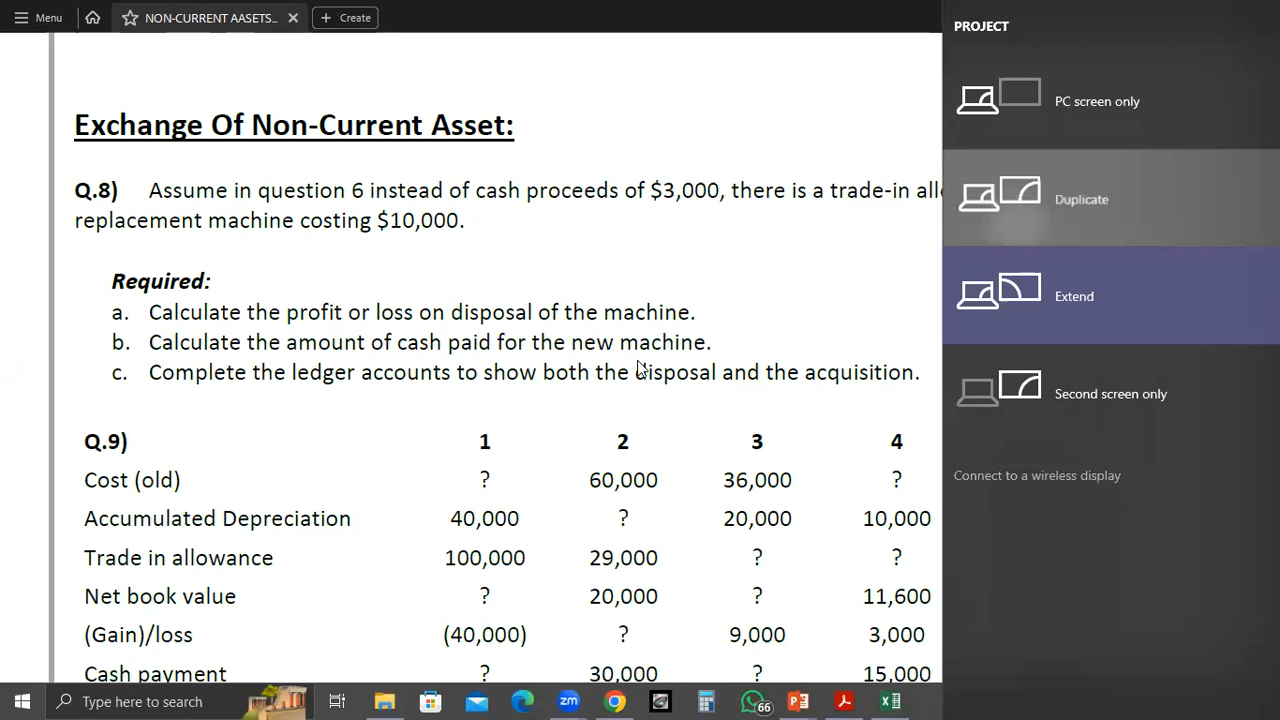 Menu
NON-CURRENT AASETS...
+ Create
PROJECT
PC screen only
Duplicate
Extend
Second screen only
Connect to a wireless display
Exchange Of Non-Current Asset:
Q.8) Assume in question 6 instead of cash proceeds of $3,000, there is a trade-in
replacement machine costing $10,000.
Required:
a. Calculate the profit or loss on disposal of the machine.
b. Calculate the amount of cash paid for the new machine.
c. Complete the ledger accounts to show both the disposal and the acquisition.
Q.9) 1 2 3 4
Cost (old) ? 60,000 36,000 ?
Accumulated Depreciation 40,000 ? 20,000 10,000
Trade in allowance 100,000 29,000 ? ?
Net book value ? 20,000 ? 11,600
(Gain)/loss (40,000) ? 9,000 3,000
Cash payment ? 30,000 ? 15,000
Type here to search
zm
66